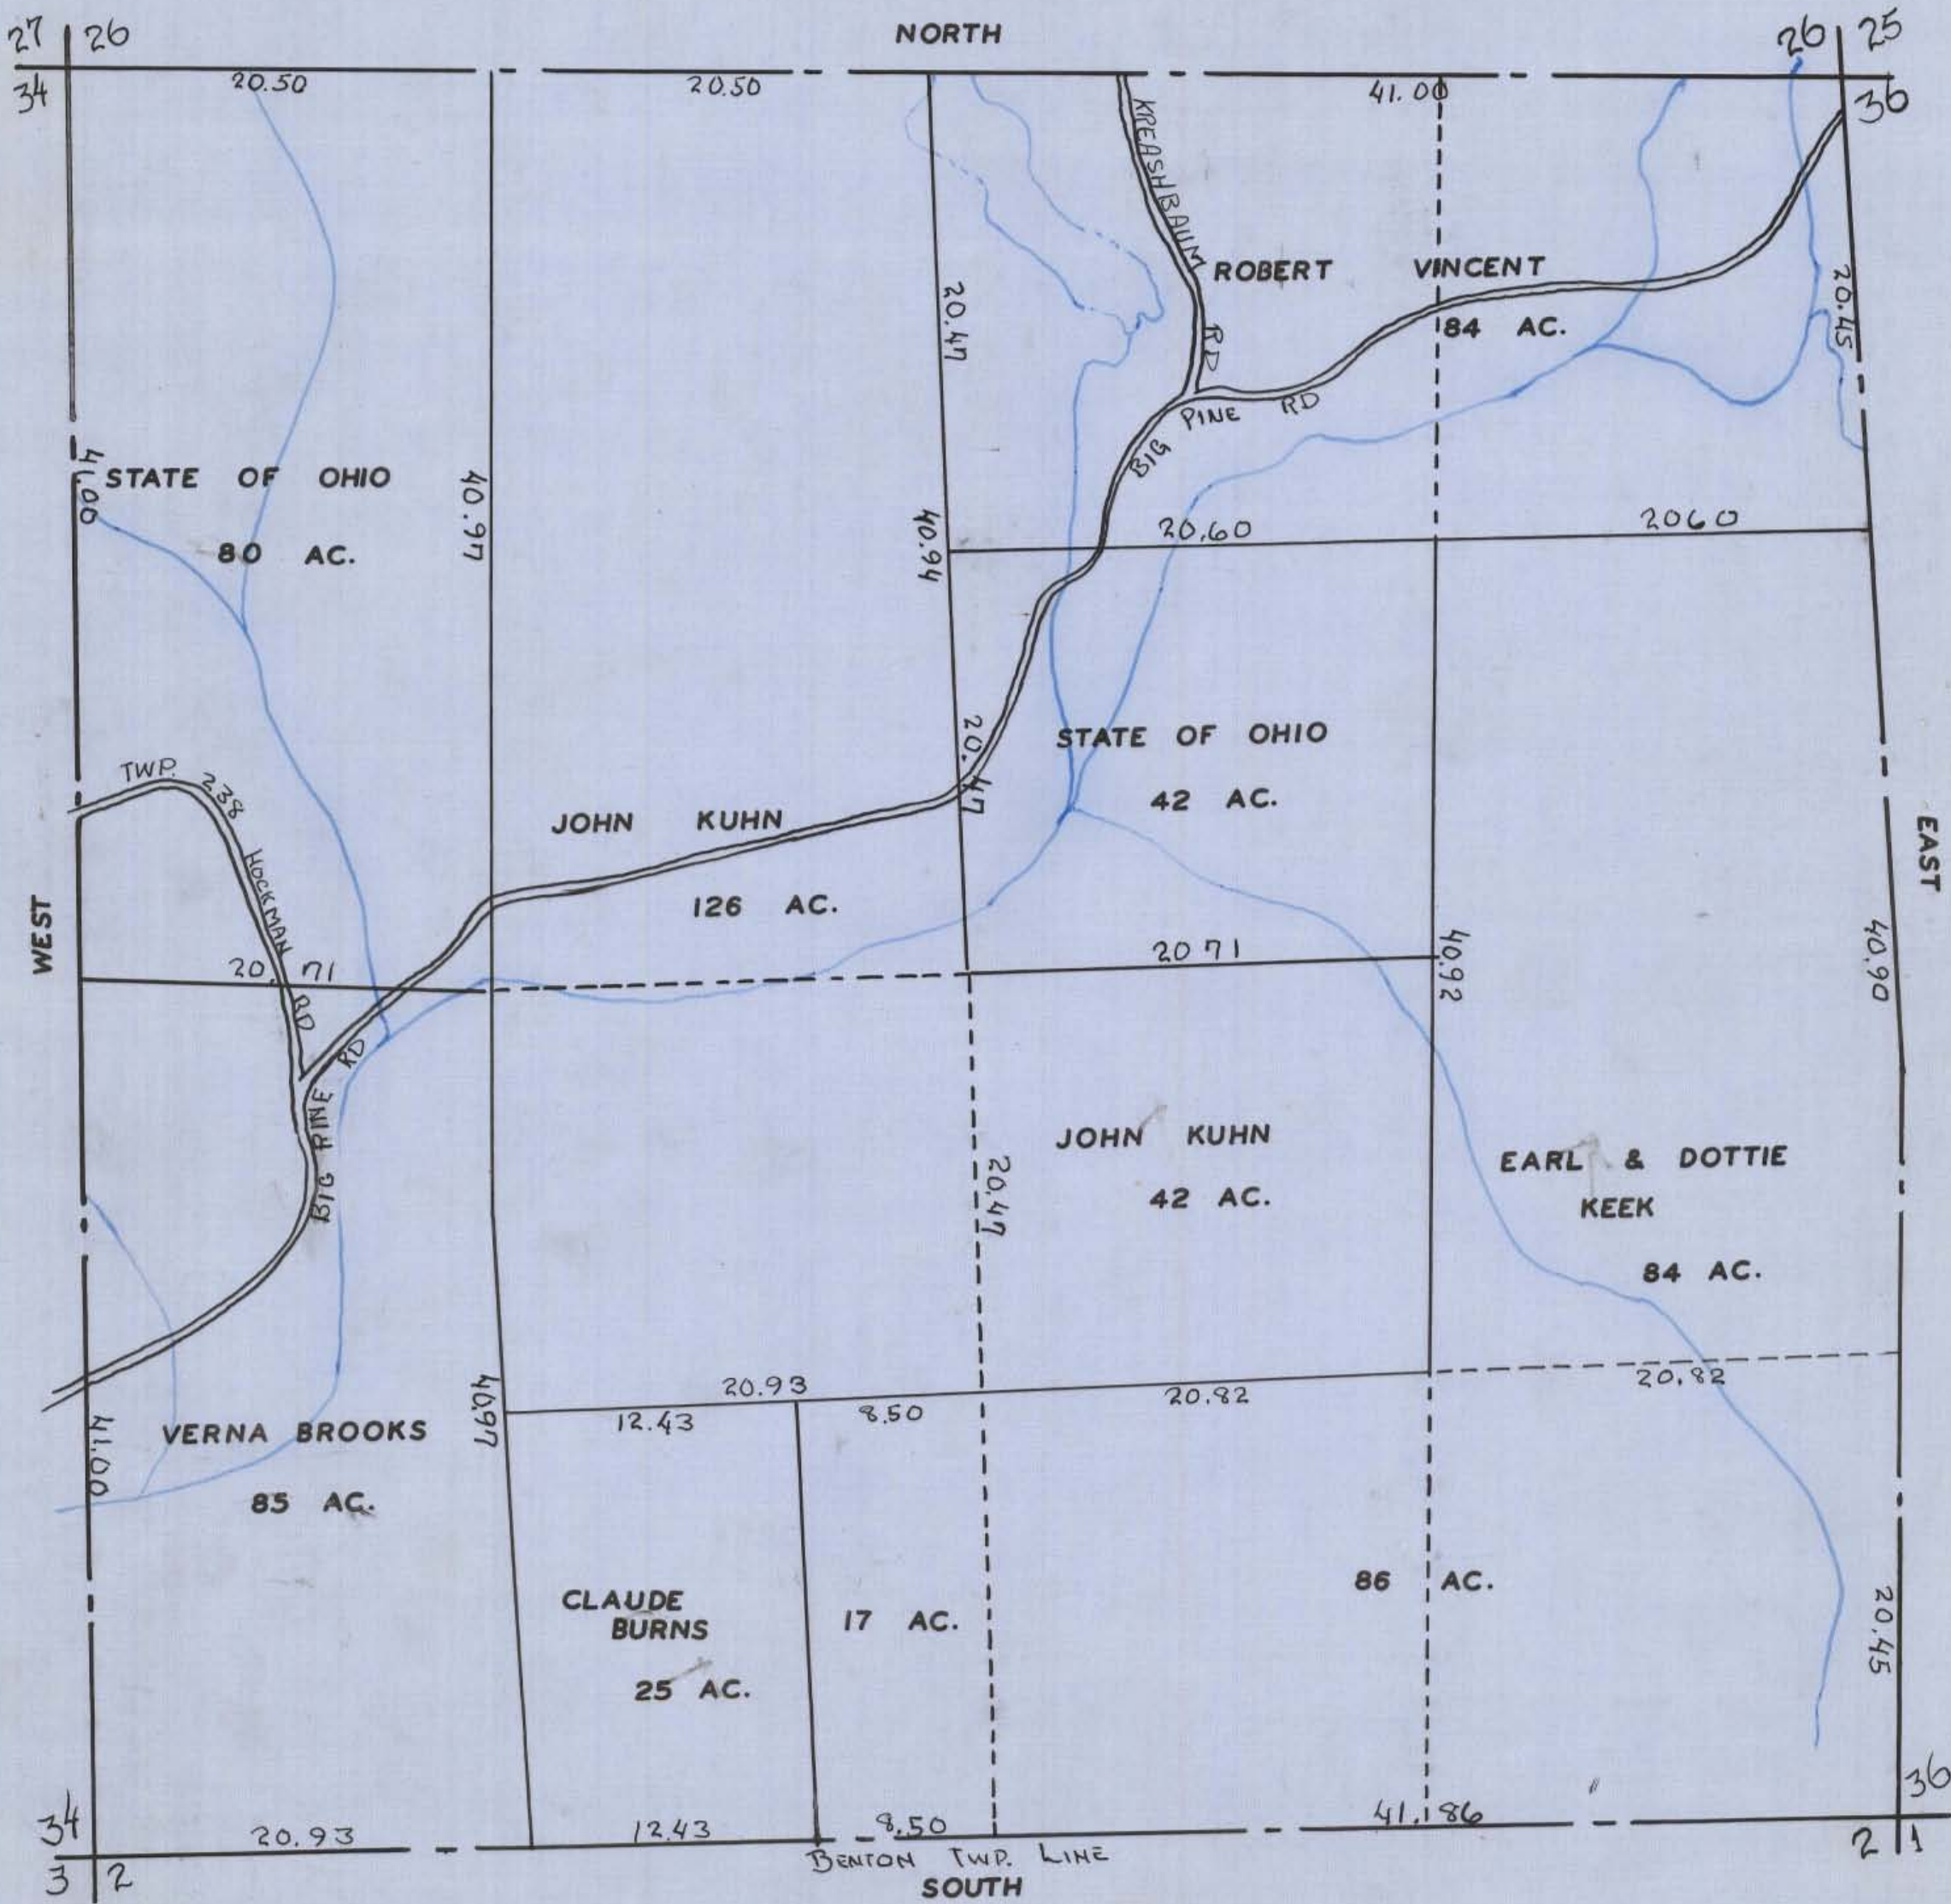 NORTH
27 26
26 25
34
36
20.50
20.50
41.00
KREASHBAUM RD
ROBERT VINCENT
84 AC.
20.47
20.45
BIG PINE RD
41.00
STATE OF OHIO
80 AC.
40.97
40.94
20.60
2060
TWP. 238
HOCKMAN RD
JOHN KUHN
126 AC.
20.47
STATE OF OHIO
42 AC.
EAST
WEST
20.71
20 71
40.92
40.90
BIG PINE RD
JOHN KUHN
42 AC.
20.47
EARL & DOTTIE
KEEK
84 AC.
20.93
20.82
20.82
12.43
8.50
40.97
41.00
VERNA BROOKS
85 AC.
CLAUDE
BURNS
25 AC.
17 AC.
86 AC.
20.45
34
36
20.93
12.43
8.50
41.86
3 2
2 1
BENTON TWP. LINE
SOUTH